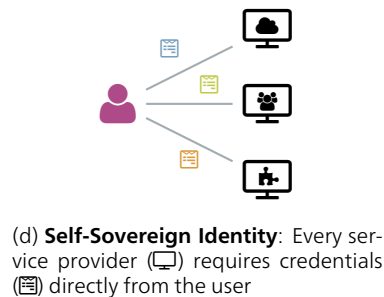 (d) Self-Sovereign Identity: Every ser-
vice provider () requires credentials
() directly from the user